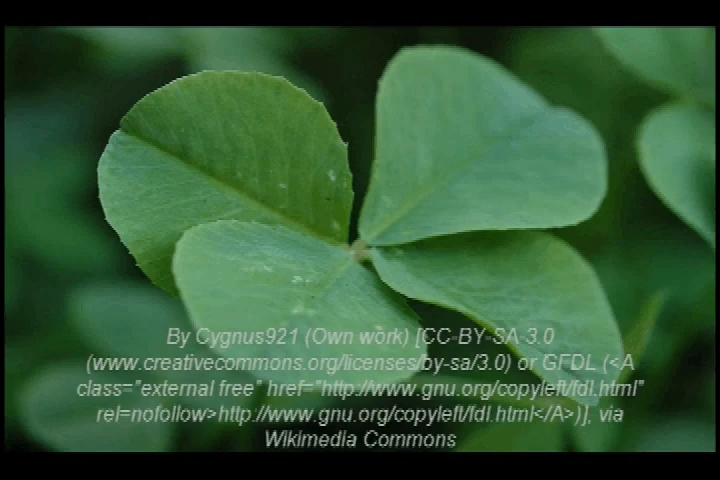 By Cygnus921 (Own work) [CC-BY-SA-3.0
(www.creativecommons.org/licenses/by-sa/3.0) or GFDL (<A
class="external free" href="http://www.gnu.org/copyleft/fdl.html"
rel=nofollow>http://www.gnu.org/copyleft/fdl.html</A>)], via
Wikimedia Commons